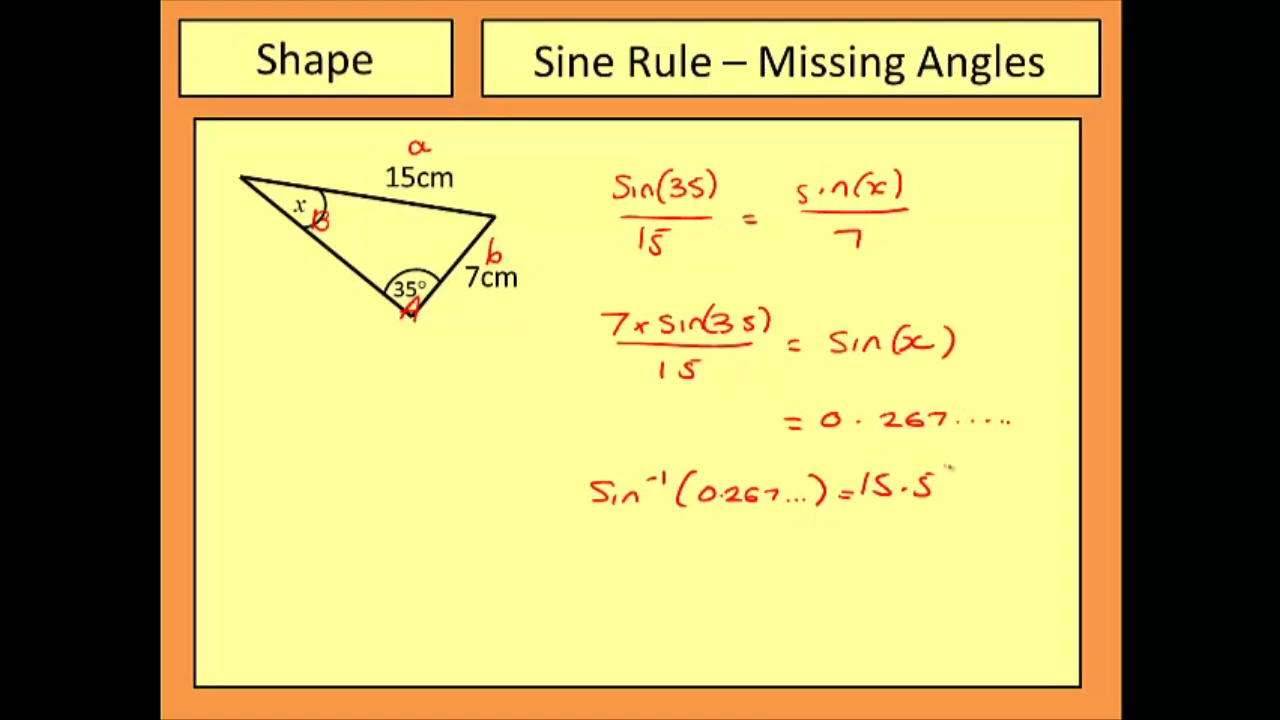 Shape
Sine Rule – Missing Angles
a
15cm
x
B
b
7cm
35°
A
Sin(35)
15
=
sin(x)
7
7 x sin(35)
15
= Sin(x)
= 0.267.....
Sin⁻¹(0.267...) = 15.5